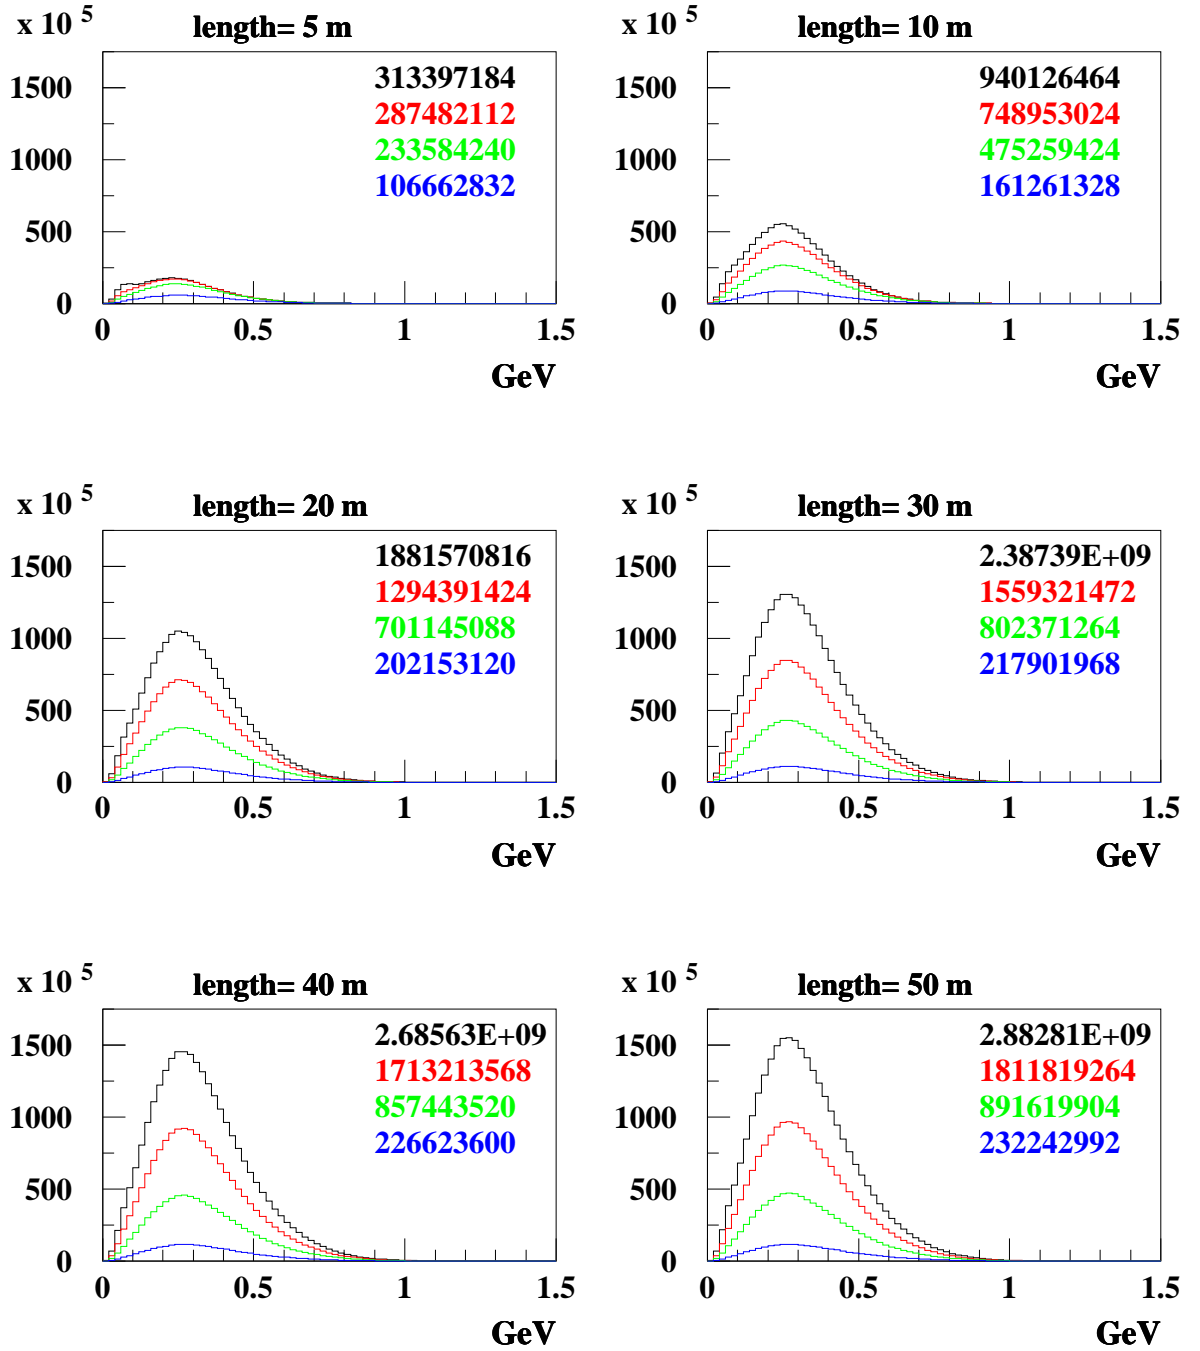 x 10 5
length= 5 m
1500
1000
500
0
313397184
287482112
233584240
106662832
0 0.5 1 1.5
GeV
x 10 5
length= 10 m
1500
1000
500
0
940126464
748953024
475259424
161261328
0 0.5 1 1.5
GeV
x 10 5
length= 20 m
1500
1000
500
0
1881570816
1294391424
701145088
202153120
0 0.5 1 1.5
GeV
x 10 5
length= 30 m
1500
1000
500
0
2.38739E+09
1559321472
802371264
217901968
0 0.5 1 1.5
GeV
x 10 5
length= 40 m
1500
1000
500
0
2.68563E+09
1713213568
857443520
226623600
0 0.5 1 1.5
GeV
x 10 5
length= 50 m
1500
1000
500
0
2.88281E+09
1811819264
891619904
232242992
0 0.5 1 1.5
GeV